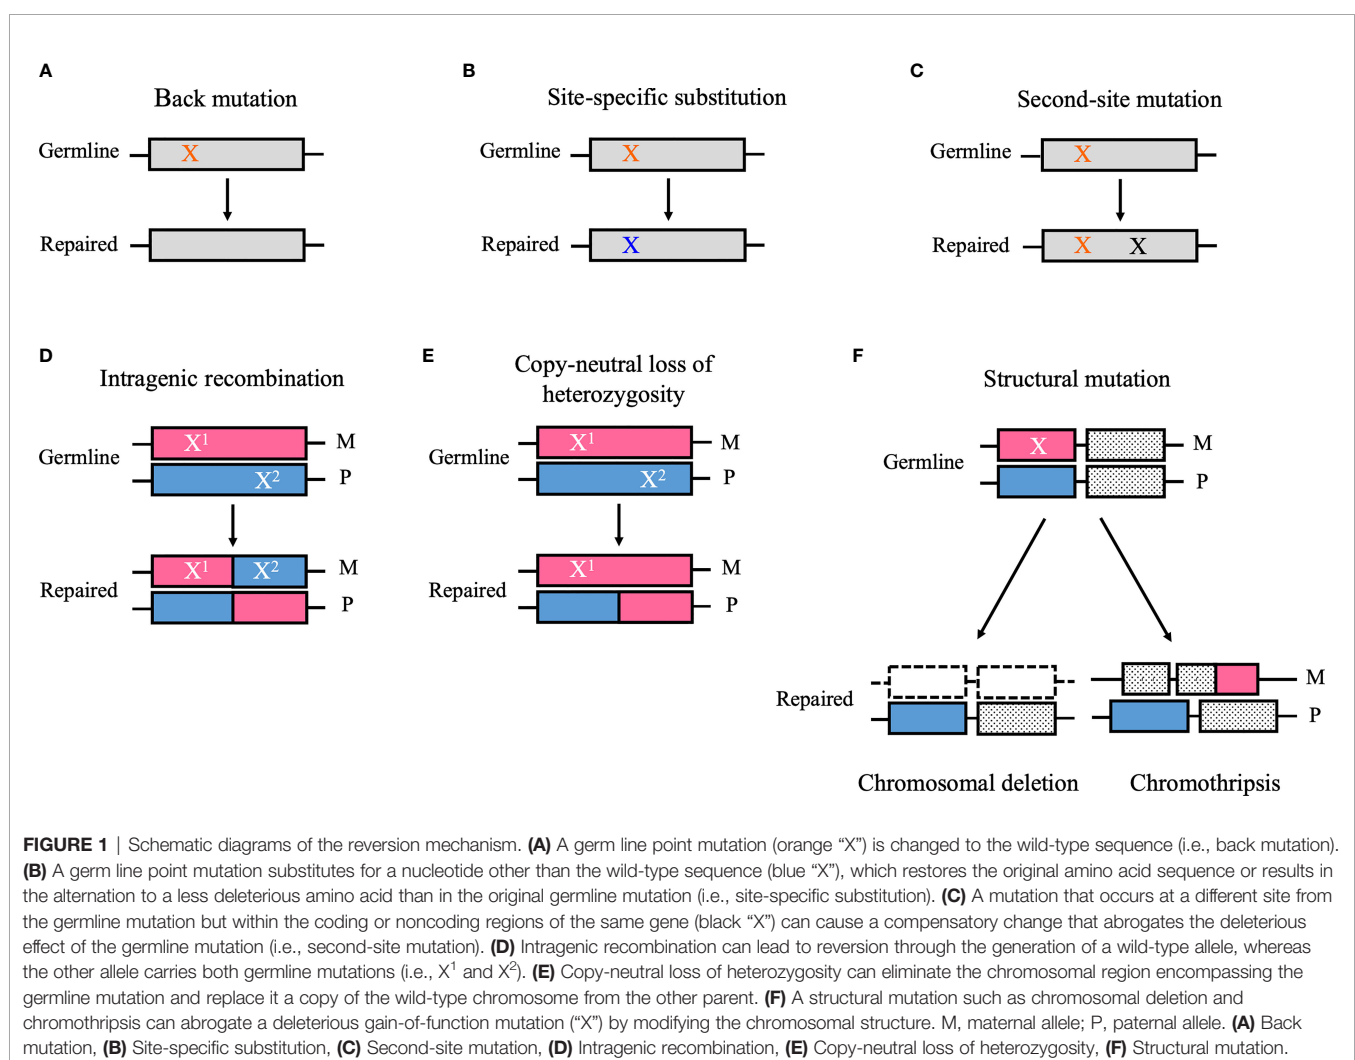 A
Back mutation
Germline
X
Repaired
B
Site-specific substitution
Germline
X
Repaired
X
C
Second-site mutation
Germline
X
Repaired
X
X
D
Intragenic recombination
Germline
X¹
M
X²
P
Repaired
X¹
X²
M
P
E
Copy-neutral loss of
heterozygosity
Germline
X¹
M
X²
P
Repaired
X¹
M
P
F
Structural mutation
Germline
X
M
P
Repaired
M
P
Chromosomal deletion
Chromothripsis
FIGURE 1 | Schematic diagrams of the reversion mechanism. (A) A germ line point mutation (orange “X”) is changed to the wild-type sequence (i.e., back mutation).
(B) A germ line point mutation substitutes for a nucleotide other than the wild-type sequence (blue “X”), which restores the original amino acid sequence or results in
the alternation to a less deleterious amino acid than in the original germline mutation (i.e., site-specific substitution). (C) A mutation that occurs at a different site from
the germline mutation but within the coding or noncoding regions of the same gene (black “X”) can cause a compensatory change that abrogates the deleterious
effect of the germline mutation (i.e., second-site mutation). (D) Intragenic recombination can lead to reversion through the generation of a wild-type allele, whereas
the other allele carries both germline mutations (i.e., X¹ and X²). (E) Copy-neutral loss of heterozygosity can eliminate the chromosomal region encompassing the
germline mutation and replace it a copy of the wild-type chromosome from the other parent. (F) A structural mutation such as chromosomal deletion and
chromothripsis can abrogate a deleterious gain-of-function mutation (“X”) by modifying the chromosomal structure. M, maternal allele; P, paternal allele. (A) Back
mutation, (B) Site-specific substitution, (C) Second-site mutation, (D) Intragenic recombination, (E) Copy-neutral loss of heterozygosity, (F) Structural mutation.